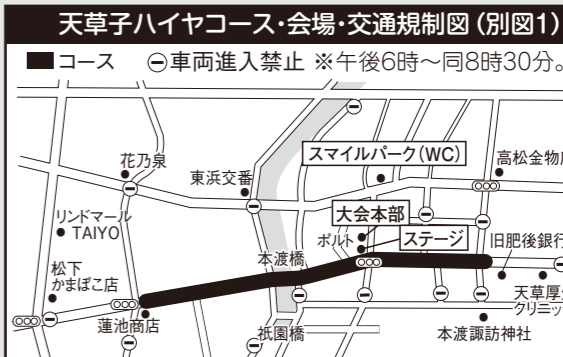 天草子ハイヤコース・会場・交通規制図(別図1)
コース
車両進入禁止 ※午後6時〜同8時30分。
花乃泉
東浜交番
スマイルパーク(WC)
高松金物店
リンドマール
TAIYO
大会本部
ポルト
ステージ
旧肥後銀行
本渡橋
松下
かまぼこ店
蓮池商店
祇園橋
本渡諏訪神社
天草厚生
クリニック